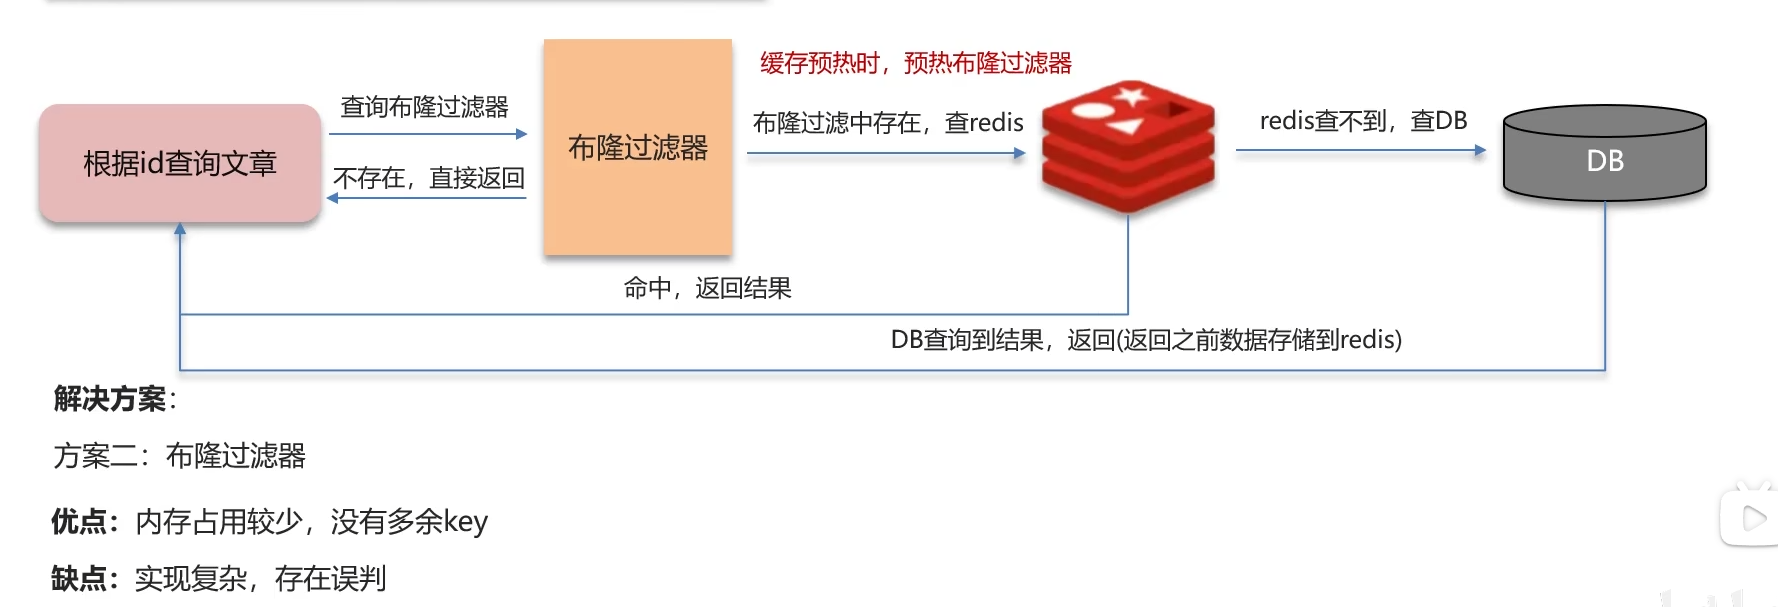 缓存预热时，预热布隆过滤器
查询布隆过滤器
布隆过滤中存在，查redis
redis查不到，查DB
根据id查询文章
布隆过滤器
DB
不存在，直接返回
命中，返回结果
DB查询到结果，返回(返回之前数据存储到redis)
解决方案：
方案二：布隆过滤器
优点：内存占用较少，没有多余key
缺点：实现复杂，存在误判